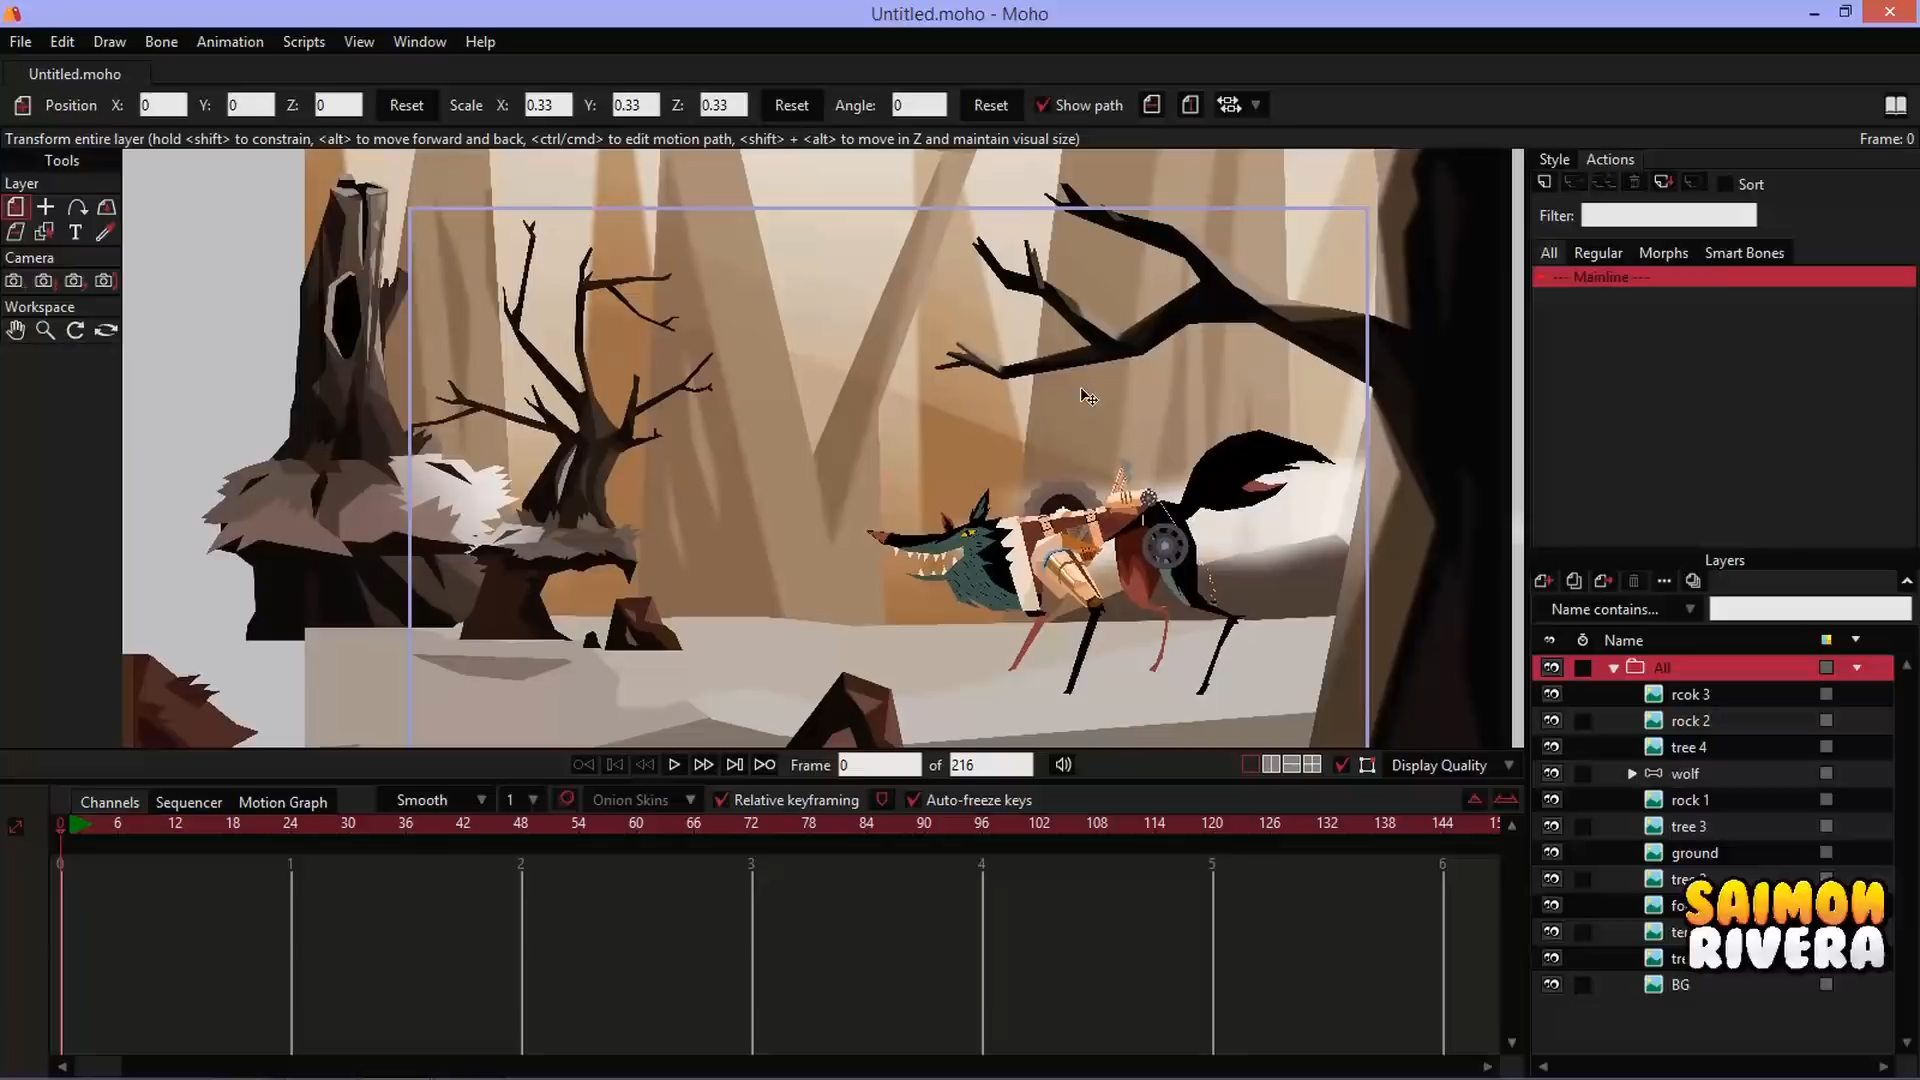 Untitled.moho - Moho
File Edit Draw Bone Animation Scripts View Window Help
Untitled.moho
Position X: 0 Y: 0 Z: 0 Reset Scale X: 0.33 Y: 0.33 Z: 0.33 Reset Angle: 0 Reset Show path
Transform entire layer (hold <shift> to constrain, <alt> to move forward and back, <ctrl/cmd> to edit motion path, <shift> + <alt> to move in Z and maintain visual size) Frame: 0
Tools
Layer
Camera
Workspace
Style Actions
Sort
Filter:
All Regular Morphs Smart Bones
--- Mainline ---
Layers
Name contains...
Name
All
rcok 3
rock 2
tree 4
wolf
rock 1
tree 3
ground
BG
SAIMON
RIVERA
Frame 0 of 216 Display Quality
Channels Sequencer Motion Graph Smooth 1 Onion Skins Relative keyframing Auto-freeze keys
0 6 12 18 24 30 36 42 48 54 60 66 72 78 84 90 96 102 108 114 120 126 132 138 144
0 1 2 3 4 5 6